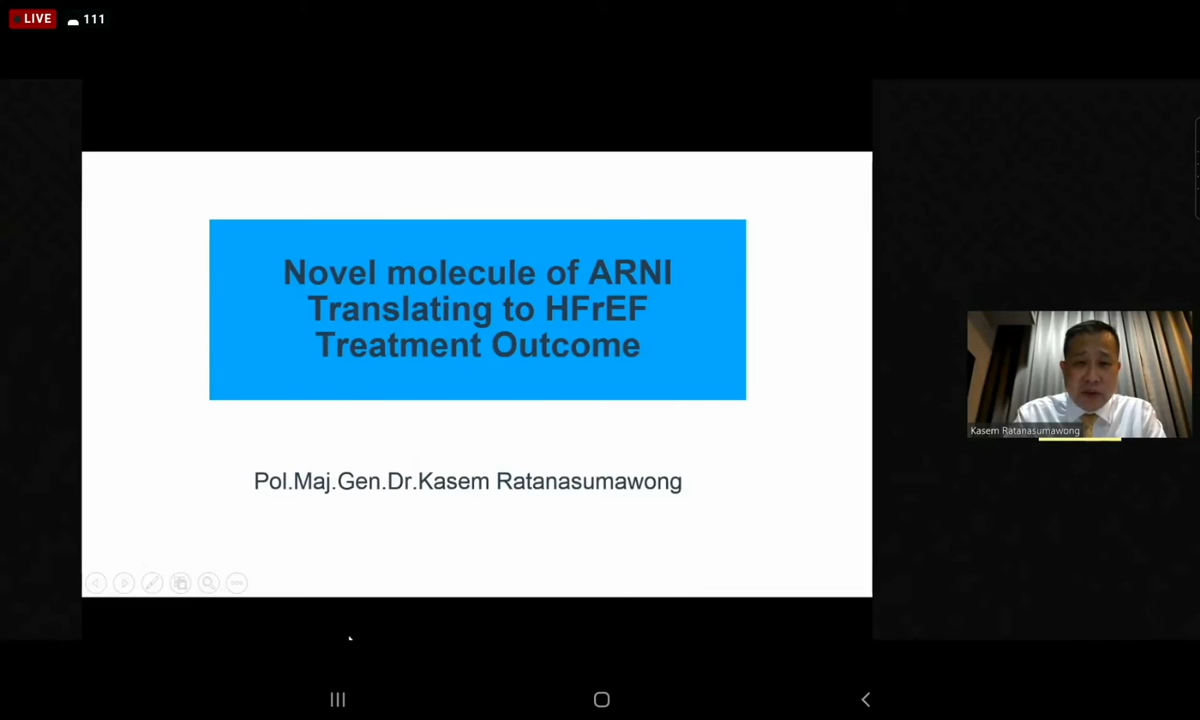 LIVE 111
Novel molecule of ARNI
Translating to HFrEF
Treatment Outcome
Pol.Maj.Gen.Dr.Kasem Ratanasumawong
Kasem Ratanasumawong